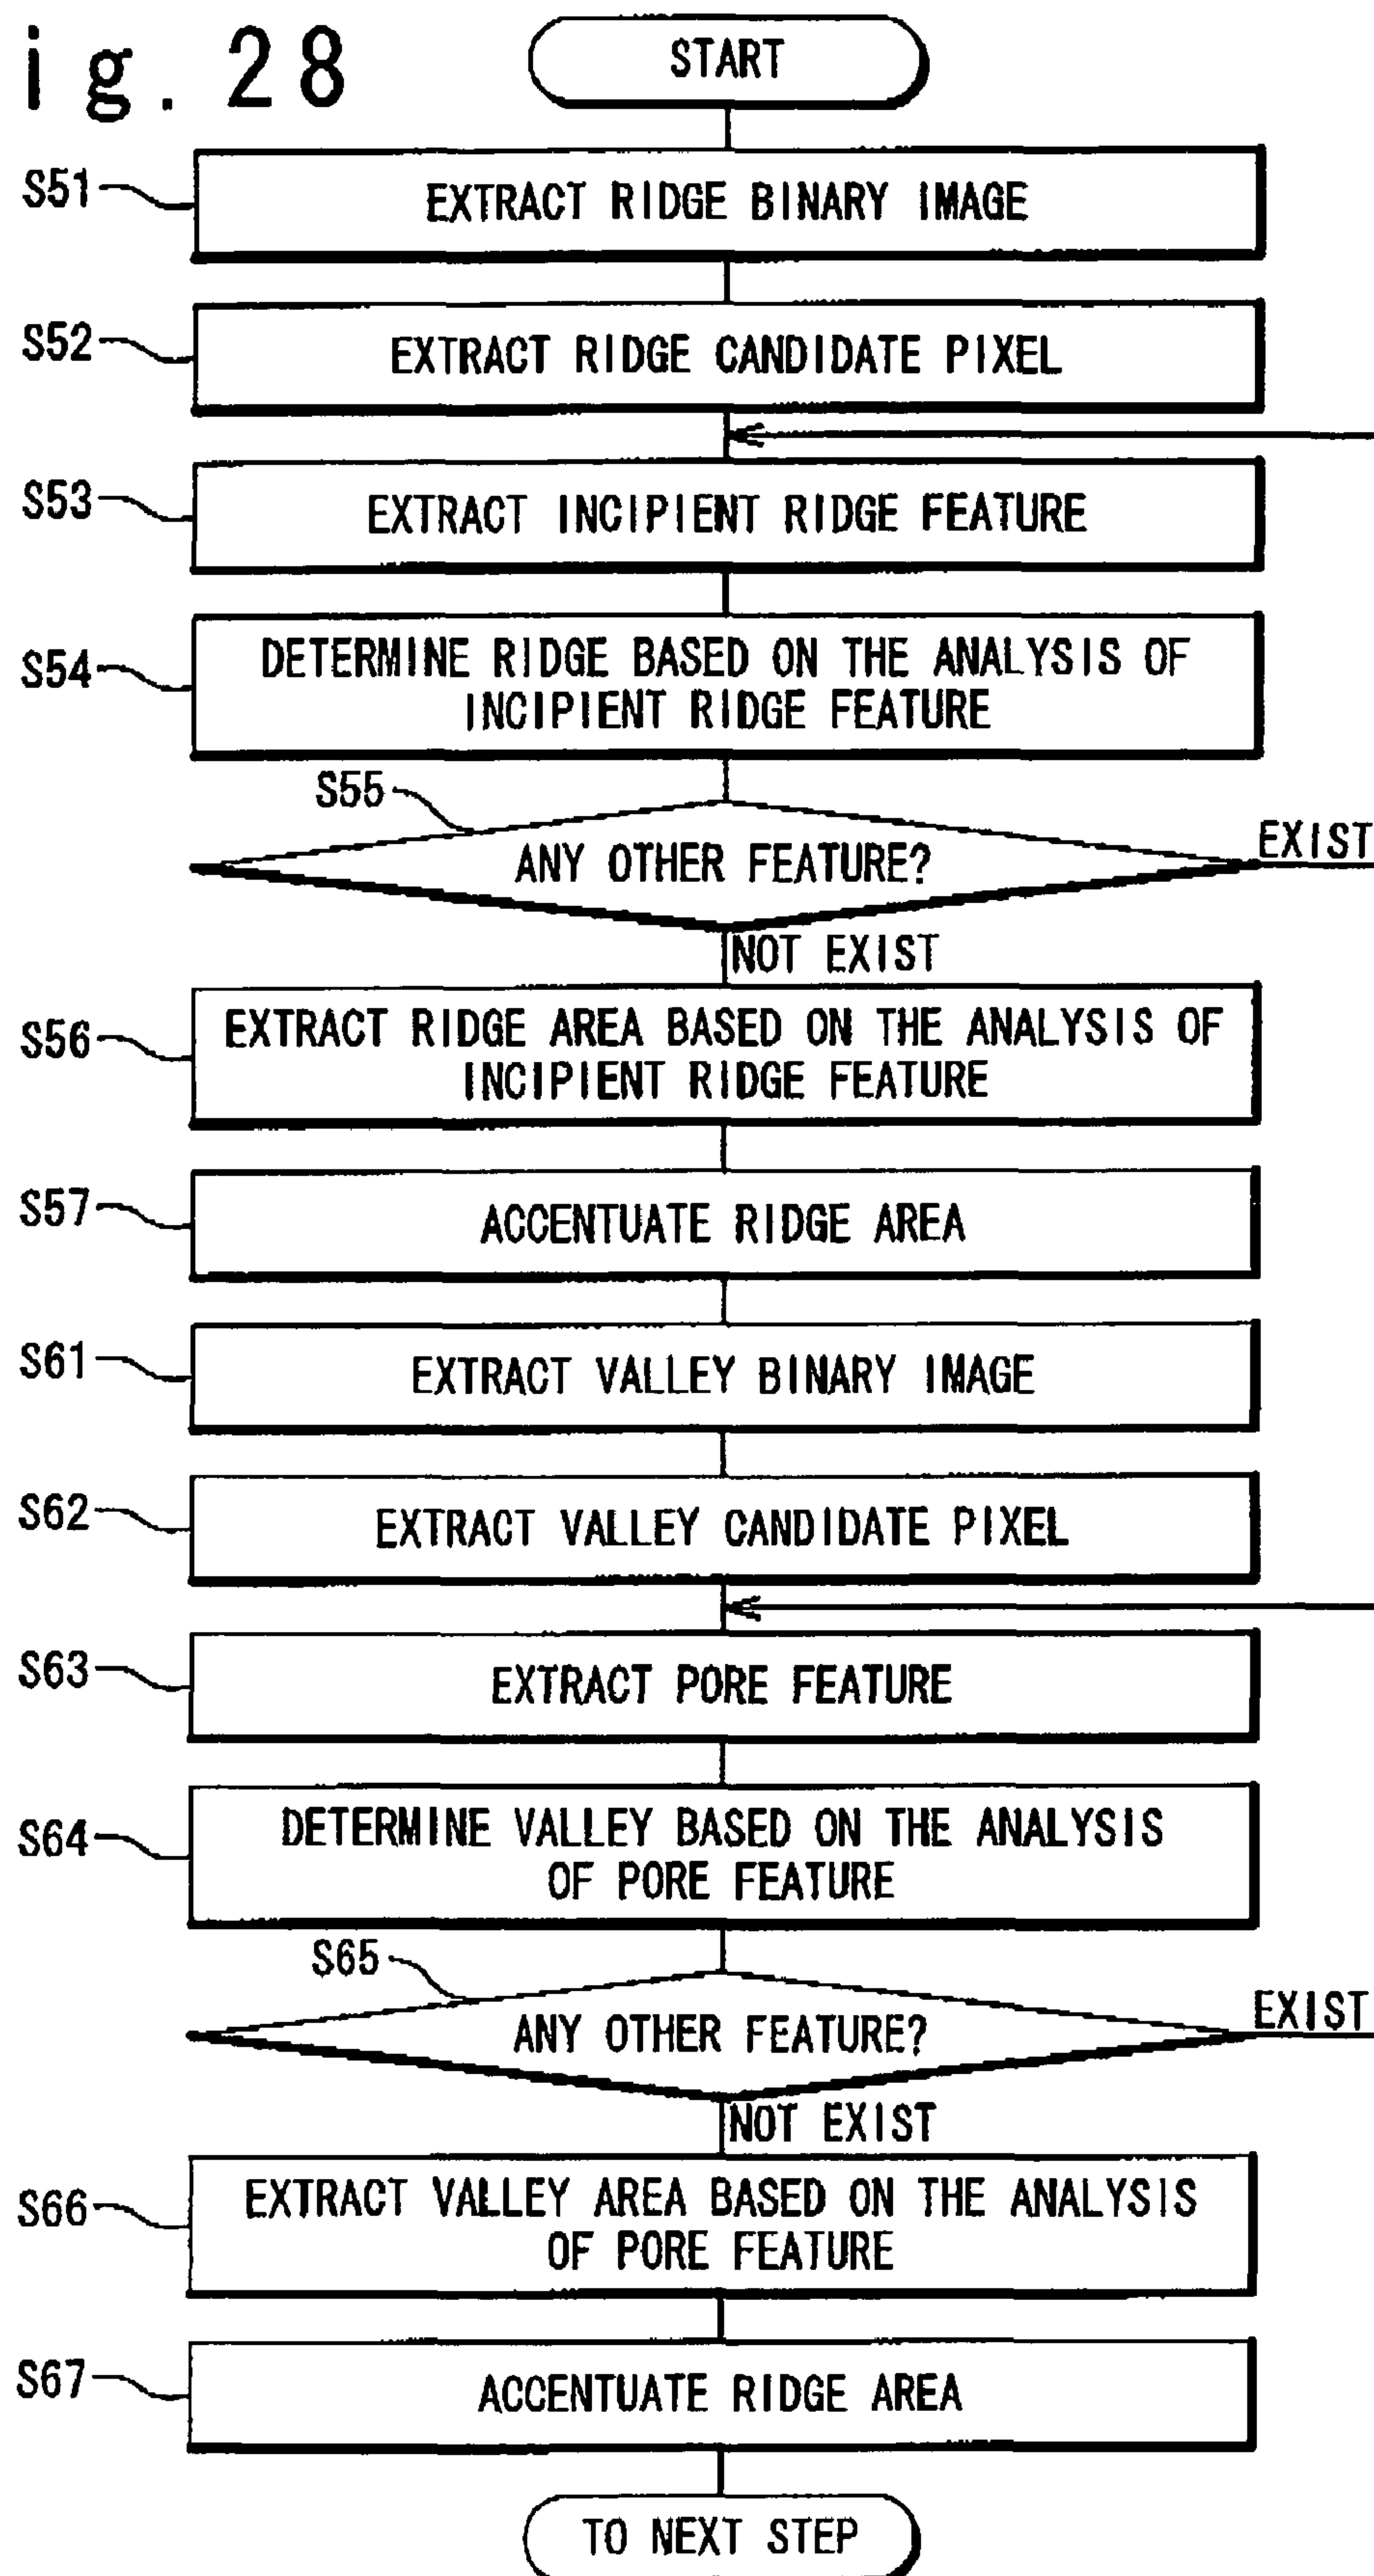 ig. 28
START
S51
EXTRACT RIDGE BINARY IMAGE
S52
EXTRACT RIDGE CANDIDATE PIXEL
S53
EXTRACT INCIPIENT RIDGE FEATURE
S54
DETERMINE RIDGE BASED ON THE ANALYSIS OF
INCIPIENT RIDGE FEATURE
S55
ANY OTHER FEATURE?
EXIST
NOT EXIST
S56
EXTRACT RIDGE AREA BASED ON THE ANALYSIS OF
INCIPIENT RIDGE FEATURE
S57
ACCENTUATE RIDGE AREA
S61
EXTRACT VALLEY BINARY IMAGE
S62
EXTRACT VALLEY CANDIDATE PIXEL
S63
EXTRACT PORE FEATURE
S64
DETERMINE VALLEY BASED ON THE ANALYSIS
OF PORE FEATURE
S65
ANY OTHER FEATURE?
EXIST
NOT EXIST
S66
EXTRACT VALLEY AREA BASED ON THE ANALYSIS
OF PORE FEATURE
S67
ACCENTUATE RIDGE AREA
TO NEXT STEP